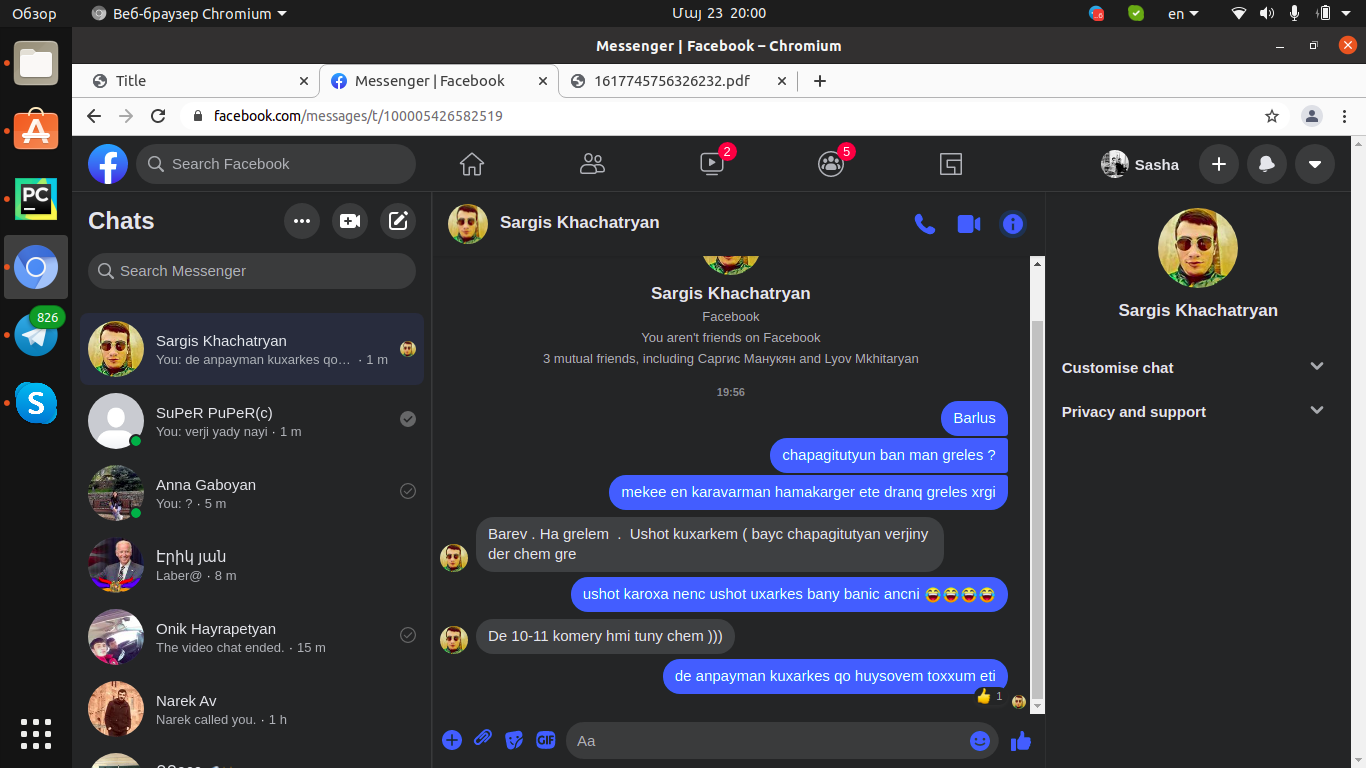 Обзор
Веб-браузер Chromium
Մայ 23 20:00
en
Messenger | Facebook – Chromium
Title
Messenger | Facebook
1617745756326232.pdf
facebook.com/messages/t/100005426582519
Search Facebook
2
5
Sasha
PC
826
Chats
Search Messenger
Sargis Khachatryan
You: de anpayman kuxarkes qo… · 1 m
SuPeR PuPeR(c)
You: verji yady nayi · 1 m
Anna Gaboyan
You: ? · 5 m
Էրիկ յան
Laber@ · 8 m
Onik Hayrapetyan
The video chat ended. · 15 m
Narek Av
Narek called you. · 1 h
Sargis Khachatryan
Sargis Khachatryan
Facebook
You aren't friends on Facebook
3 mutual friends, including Саргис Манукян and Lyov Mkhitaryan
19:56
Barlus
chapagitutyun ban man greles ?
mekee en karavarman hamakarger ete dranq greles xrgi
Barev . Ha grelem . Ushot kuxarkem ( bayc chapagitutyan verjiny
der chem gre
ushot karoxa nenc ushot uxarkes bany banic ancni 😂😂😂😂
De 10-11 komery hmi tuny chem )))
de anpayman kuxarkes qo huysovem toxxum eti
👍 1
GIF
Aa
Sargis Khachatryan
Customise chat
Privacy and support